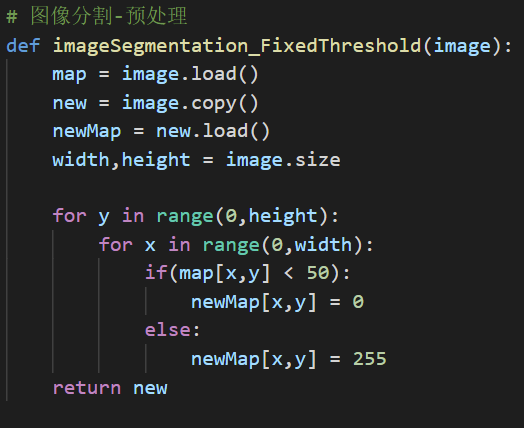 # 图像分割-预处理
def imageSegmentation_FixedThreshold(image):
    map = image.load()
    new = image.copy()
    newMap = new.load()
    width,height = image.size

    for y in range(0,height):
        for x in range(0,width):
            if(map[x,y] < 50):
                newMap[x,y] = 0
            else:
                newMap[x,y] = 255
    return new